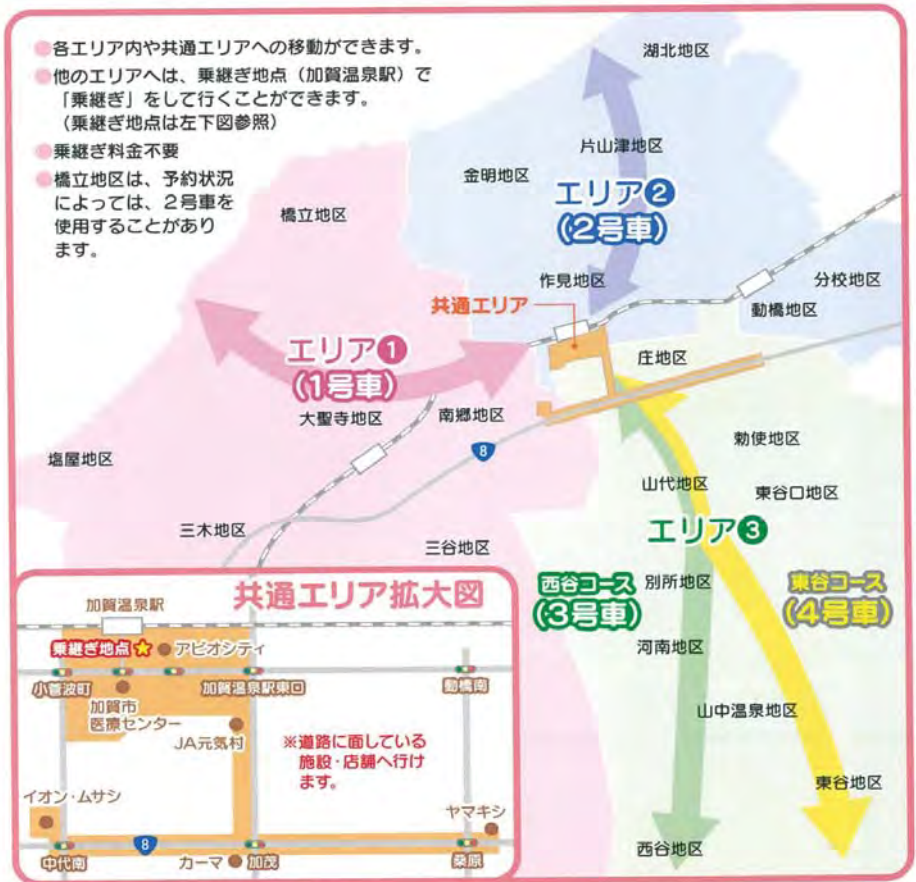 ●各エリア内や共通エリアへの移動ができます。
●他のエリアへは、乗継ぎ地点（加賀温泉駅）で
「乗継ぎ」をして行くことができます。
（乗継ぎ地点は左下図参照）
●乗継ぎ料金不要
●橋立地区は、予約状況
によっては、２号車を
使用することがあり
ます。
湖北地区
片山津地区
金明地区
エリア❷
（２号車）
橋立地区
作見地区
分校地区
動橋地区
共通エリア
エリア❶
（１号車）
庄地区
大聖寺地区
南郷地区
8
勅使地区
塩屋地区
山代地区
東谷口地区
三木地区
エリア❸
三谷地区
西谷コース
（３号車）
別所地区
東谷コース
（４号車）
河南地区
山中温泉地区
東谷地区
西谷地区
共通エリア拡大図
加賀温泉駅
乗継ぎ地点
アビオシティ
小菅波町
加賀温泉駅東口
動橋南
加賀市
医療センター
JA元気村
※道路に面している
施設・店舗へ行け
ます。
イオン・ムサシ
ヤマキシ
8
中代南
カーマ
加茂
桑原